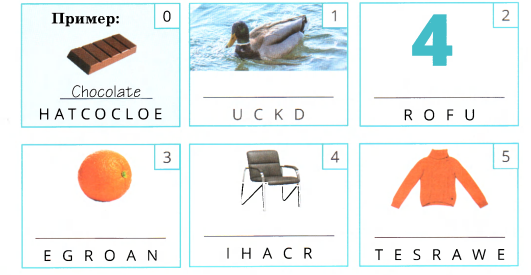 Пример:
0
Chocolate
HATCOCLOE
1
UCKD
4
2
ROFU
3
EGROAN
4
IHACR
5
TESRAWE